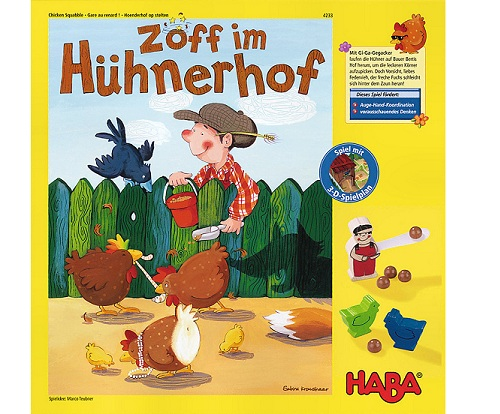 Chicken Squabble · Gare au renard ! · Hoenderhof op stelten
4233
Zoff im
Hühnerhof
Mit Gi-Ga-Gegacker
laufen die Hühner auf Bauer Bertis
Hof herum, um die leckeren Körner
aufzupicken. Doch Vorsicht, liebes
Federvieh, der freche Fuchs schleicht
sich hinter dem Zaun heran!
Dieses Spiel fördert:
Auge-Hand-Koordination
vorausschauendes Denken
Spiel mit
3-D-Spielplan
HABA
Spielidee: Marco Teubner